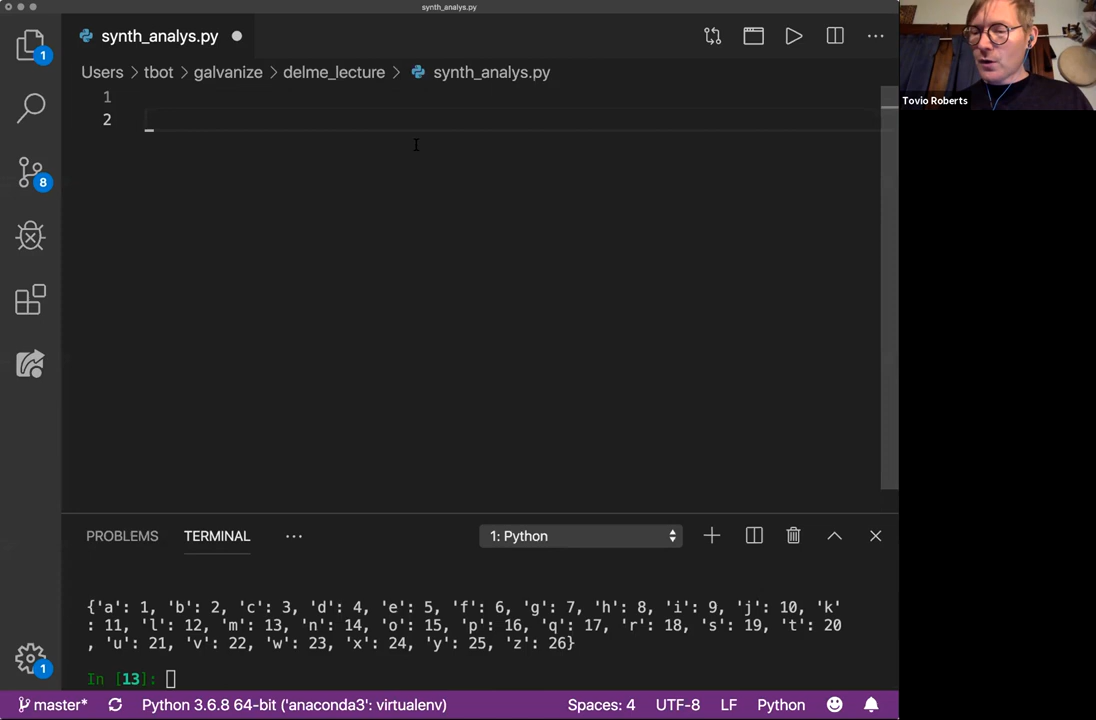 synth_analys.py
synth_analys.py
Users > tbot > galvanize > delme_lecture > synth_analys.py
1
2
1
8
1
Tovio Roberts
PROBLEMS TERMINAL ... 1: Python
{'a': 1, 'b': 2, 'c': 3, 'd': 4, 'e': 5, 'f': 6, 'g': 7, 'h': 8, 'i': 9, 'j': 10, 'k'
: 11, 'l': 12, 'm': 13, 'n': 14, 'o': 15, 'p': 16, 'q': 17, 'r': 18, 's': 19, 't': 20
, 'u': 21, 'v': 22, 'w': 23, 'x': 24, 'y': 25, 'z': 26}
In [13]:
master* Python 3.6.8 64-bit ('anaconda3': virtualenv) Spaces: 4 UTF-8 LF Python